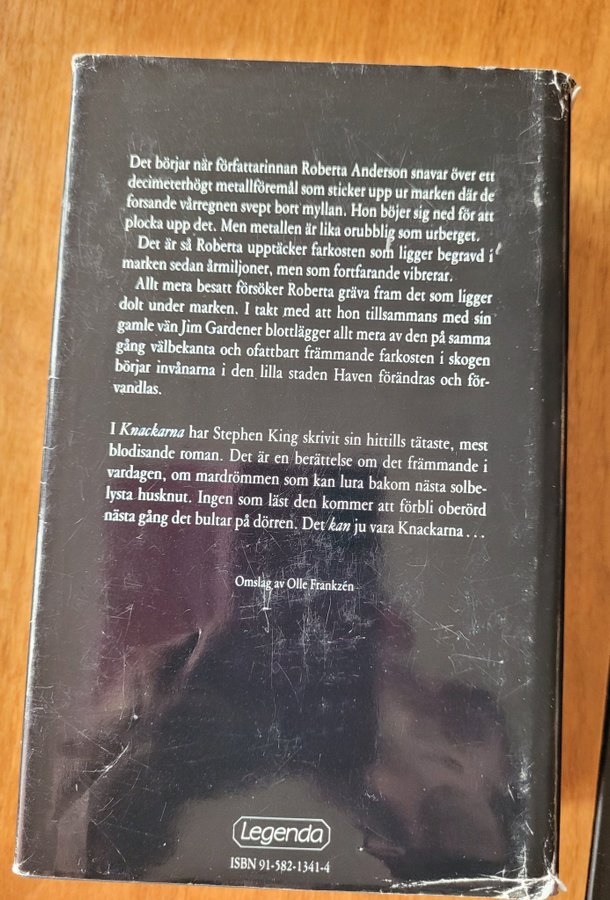 Det börjar när författarinnan Roberta Anderson snavar över ett
decimeterhögt metallföremål som sticker upp ur marken där de
forsande vårregnen svept bort myllan. Hon böjer sig ned för att
plocka upp det. Men metallen är lika orubblig som urberget.
Det är så Roberta upptäcker farkosten som ligger begravd i
marken sedan årmiljoner, men som fortfarande vibrerar.
Allt mera besatt försöker Roberta gräva fram det som ligger
dolt under marken. I takt med att hon tillsammans med sin
gamle vän Jim Gardener blottlägger allt mera av den på samma
gång välbekanta och ofattbart främmande farkosten i skogen
börjar invånarna i den lilla staden Haven förändras och för-
vandlas.
I Knackarna har Stephen King skrivit sin hittills tätaste, mest
blodisande roman. Det är en berättelse om det främmande i
vardagen, om mardrömmen som kan lura bakom nästa solbe-
lysta husknut. Ingen som läst den kommer att förbli oberörd
nästa gång det bultar på dörren. Det kan ju vara Knackarna . . .
Omslag av Olle Frankzén
Legenda
ISBN 91-582-1341-4